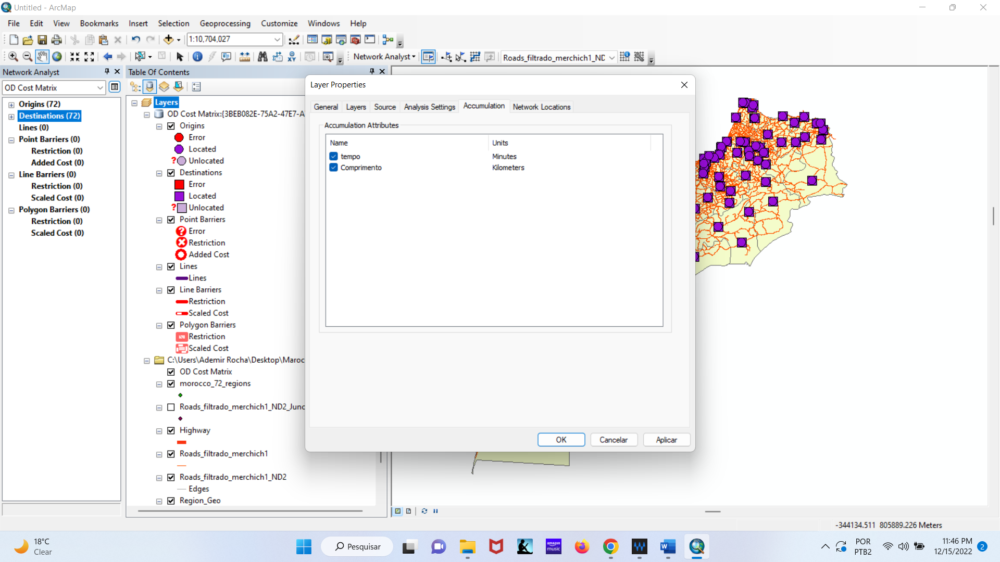 Untitled - ArcMap
File Edit View Bookmarks Insert Selection Geoprocessing Customize Windows Help
1:10,704,027
Network Analyst
Roads_filtrado_merchich1_NC
Network Analyst
OD Cost Matrix
Origins (72)
Destinations (72)
Lines (0)
Point Barriers (0)
Restriction (0)
Added Cost (0)
Line Barriers (0)
Restriction (0)
Scaled Cost (0)
Polygon Barriers (0)
Restriction (0)
Scaled Cost (0)
Table Of Contents
Layers
OD Cost Matrix:{3BEB082E-75A2-47E7-A
Origins
Error
Located
? Unlocated
Destinations
Error
Located
? Unlocated
Point Barriers
Error
Restriction
Added Cost
Lines
Lines
Line Barriers
Restriction
Scaled Cost
Polygon Barriers
Restriction
Scaled Cost
C:\Users\Ademir Rocha\Desktop\Maroc
OD Cost Matrix
morocco_72_regions
Roads_filtrado_merchich1_ND2_Junc
Highway
Roads_filtrado_merchich1
Roads_filtrado_merchich1_ND2
Edges
Region_Geo
Layer Properties
General Layers Source Analysis Settings Accumulation Network Locations
Accumulation Attributes
Name Units
tempo Minutes
Comprimento Kilometers
OK Cancelar Aplicar
-344134.511 805889.226 Meters
18°C
Clear
Pesquisar
amazon
music
POR
PTB2
11:46 PM
12/15/2022
2